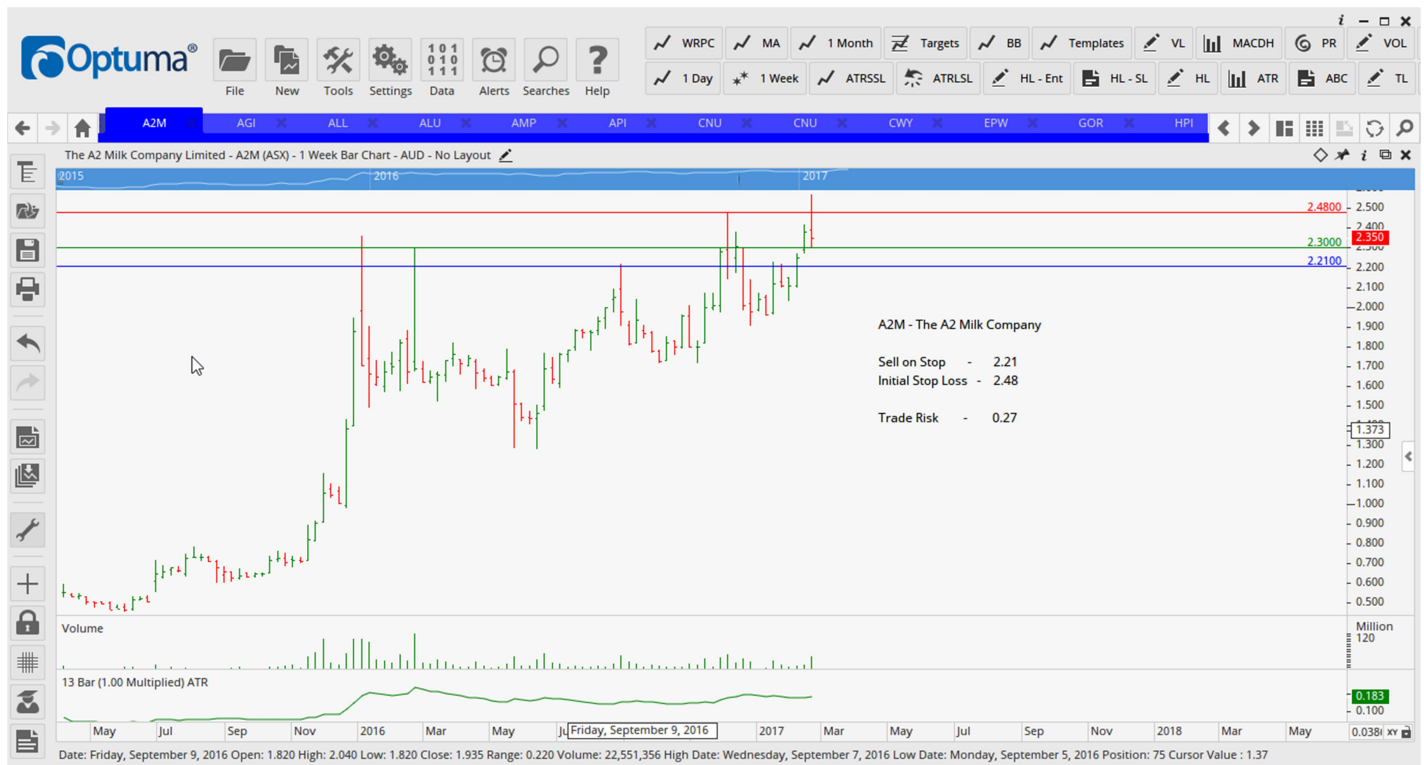 Optuma®
File New Tools Settings Data Alerts Searches Help
WRPC MA 1 Month Targets BB Templates VL MACDH PR VOL
1 Day 1 Week ATRSSL ATRLSL HL - Ent HL - SL HL ATR ABC TL
A2M AGI ALL ALU AMP API CNU CNU CWY EPW GOR HPI
The A2 Milk Company Limited - A2M (ASX) - 1 Week Bar Chart - AUD - No Layout
2015 2016 2017
2.4800
2.500
2.400
2.350
2.3000
2.2100
2.200
2.100
2.000
A2M - The A2 Milk Company
1.900
1.800
Sell on Stop - 2.21
1.700
Initial Stop Loss - 2.48
1.600
1.500
Trade Risk - 0.27
1.373
1.300
1.200
1.100
1.000
0.900
0.800
0.700
0.600
0.500
Volume
Million
120
13 Bar (1.00 Multiplied) ATR
0.183
0.100
May Jul Sep Nov 2016 Mar May Friday, September 9, 2016 2017 Mar May Jul Sep Nov 2018 Mar May XY
Date: Friday, September 9, 2016 Open: 1.820 High: 2.040 Low: 1.820 Close: 1.935 Range: 0.220 Volume: 22,551,356 High Date: Wednesday, September 7, 2016 Low Date: Monday, September 5, 2016 Position: 75 Cursor Value : 1.37